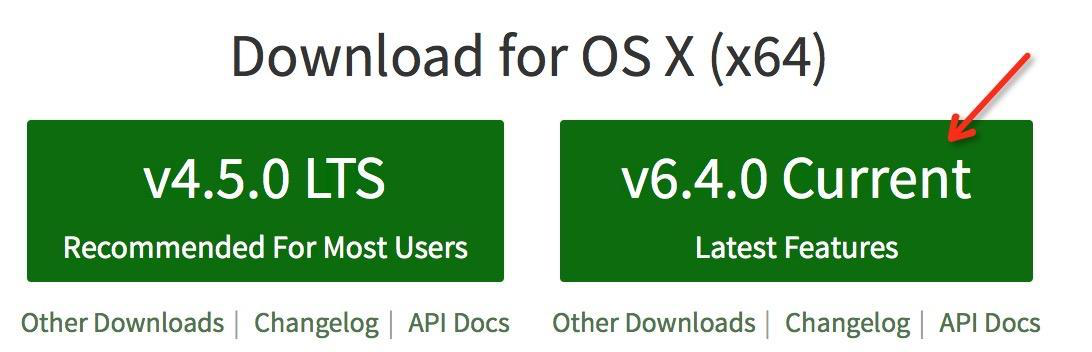 Download for OS X (x64)
v4.5.0 LTS
Recommended For Most Users
Other Downloads | Changelog | API Docs
v6.4.0 Current
Latest Features
Other Downloads | Changelog | API Docs